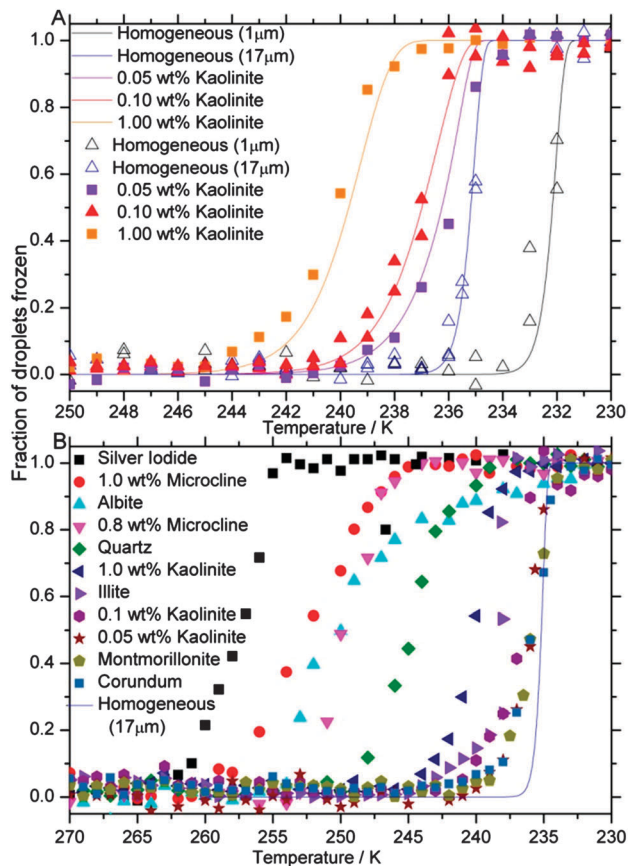 A
Homogeneous (1µm)
Homogeneous (17µm)
0.05 wt% Kaolinite
0.10 wt% Kaolinite
1.00 wt% Kaolinite
Homogeneous (1µm)
Homogeneous (17µm)
0.05 wt% Kaolinite
0.10 wt% Kaolinite
1.00 wt% Kaolinite
1.0
0.8
0.6
0.4
0.2
0.0
250 248 246 244 242 240 238 236 234 232 230
Temperature / K
Fraction of droplets frozen
B
Silver Iodide
1.0 wt% Microcline
Albite
0.8 wt% Microcline
Quartz
1.0 wt% Kaolinite
Illite
0.1 wt% Kaolinite
0.05 wt% Kaolinite
Montmorillonite
Corundum
Homogeneous
(17µm)
1.0
0.8
0.6
0.4
0.2
0.0
270 265 260 255 250 245 240 235 230
Temperature / K